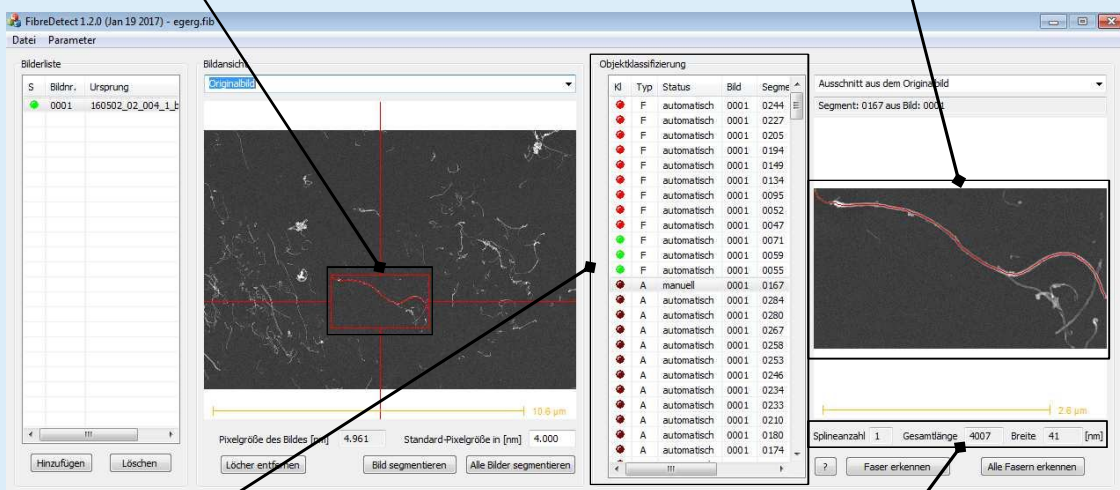 FibreDetect 1.2.0 (Jan 19 2017) - egerg.fib
Datei Parameter
Bilderliste
S Bildnr. Ursprung
0001 160502_02_004_1_b
Hinzufügen Löschen
Bildansicht
Originalbild
10.6 µm
Pixelgröße des Bildes [nm] 4.961 Standard-Pixelgröße in [nm] 4.000
Löcher entfernen Bild segmentieren Alle Bilder segmentieren
Objektklassifizierung
Kl Typ Status Bild Segme
F automatisch 0001 0244
F automatisch 0001 0227
F automatisch 0001 0205
F automatisch 0001 0194
F automatisch 0001 0149
F automatisch 0001 0134
F automatisch 0001 0095
F automatisch 0001 0052
F automatisch 0001 0047
F automatisch 0001 0071
F automatisch 0001 0059
F automatisch 0001 0055
A manuell 0001 0167
A automatisch 0001 0284
A automatisch 0001 0280
A automatisch 0001 0267
A automatisch 0001 0258
A automatisch 0001 0253
A automatisch 0001 0246
A automatisch 0001 0234
A automatisch 0001 0233
A automatisch 0001 0210
A automatisch 0001 0180
A automatisch 0001 0174
Ausschnitt aus dem Originalbild
Segment: 0167 aus Bild: 0001
2.6 µm
Splineanzahl 1 Gesamtlänge 4007 Breite 41 [nm]
? Faser erkennen Alle Fasern erkennen